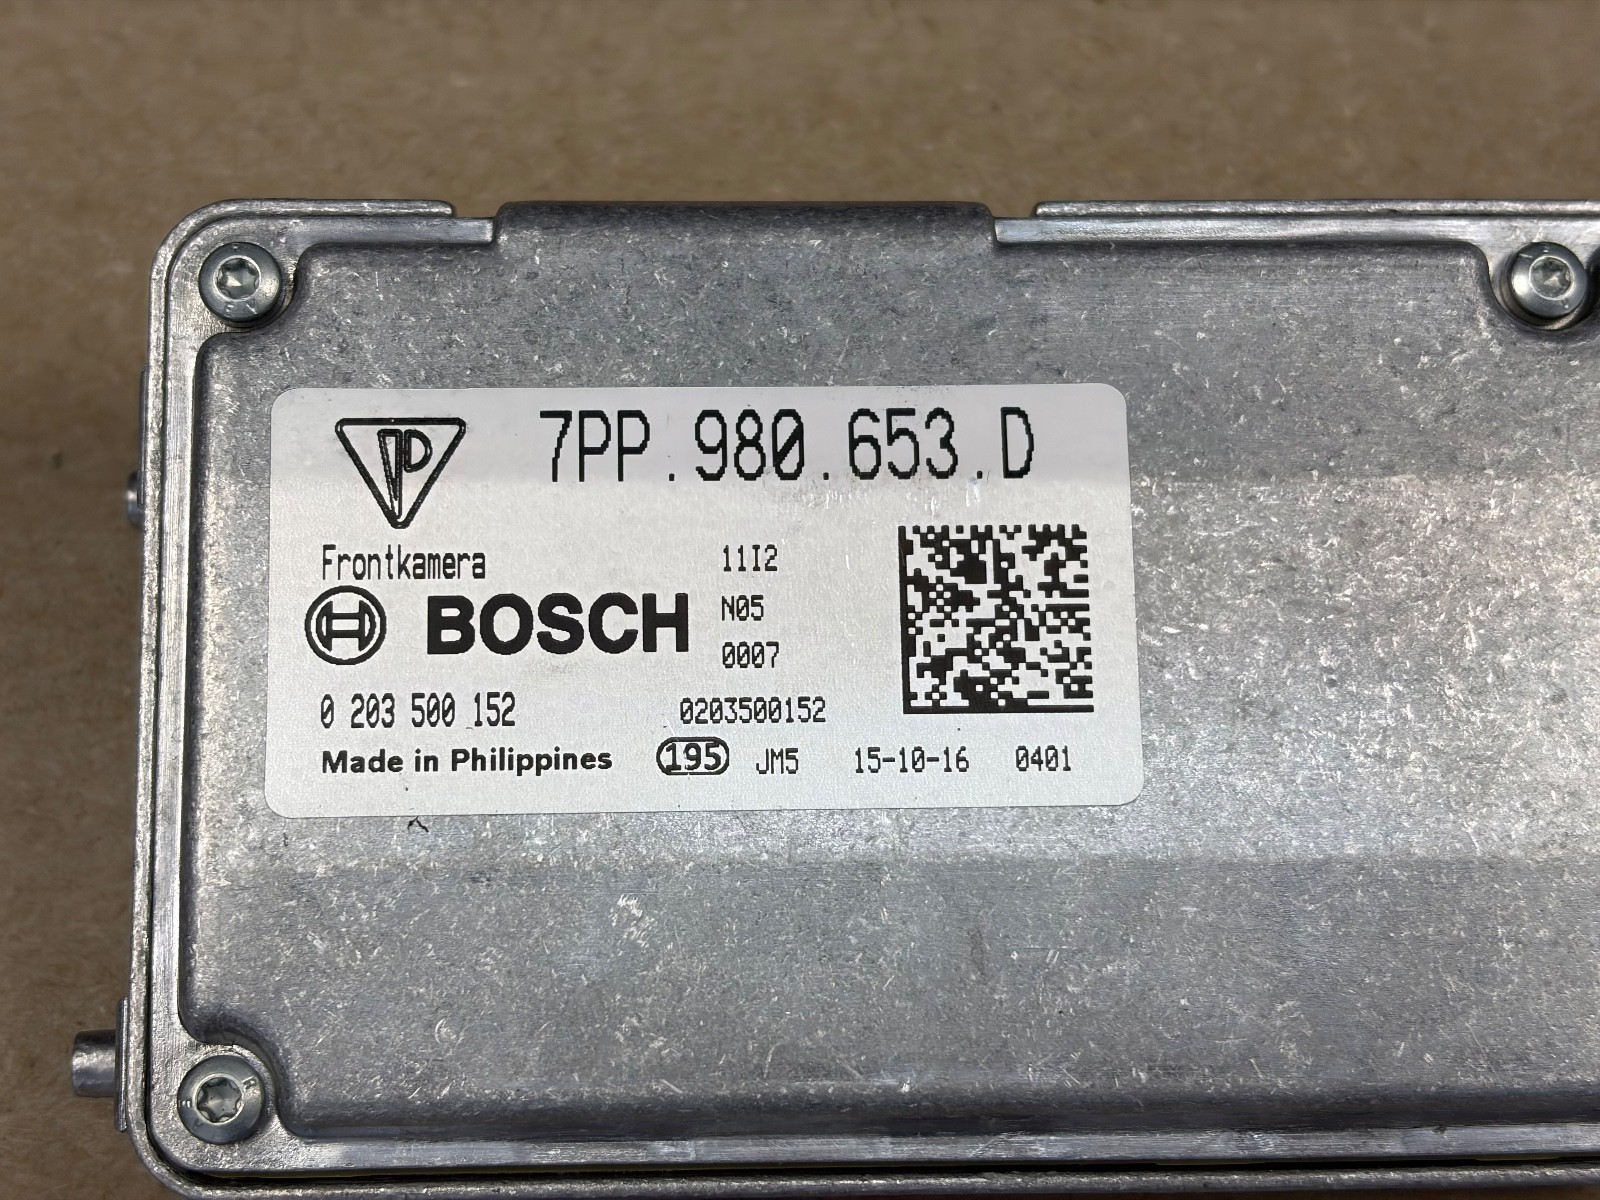 7PP.980.653.D
Frontkamera 11I2
BOSCH N05
0007
0 203 500 152 0203500152
Made in Philippines 195 JM5 15-10-16 0401